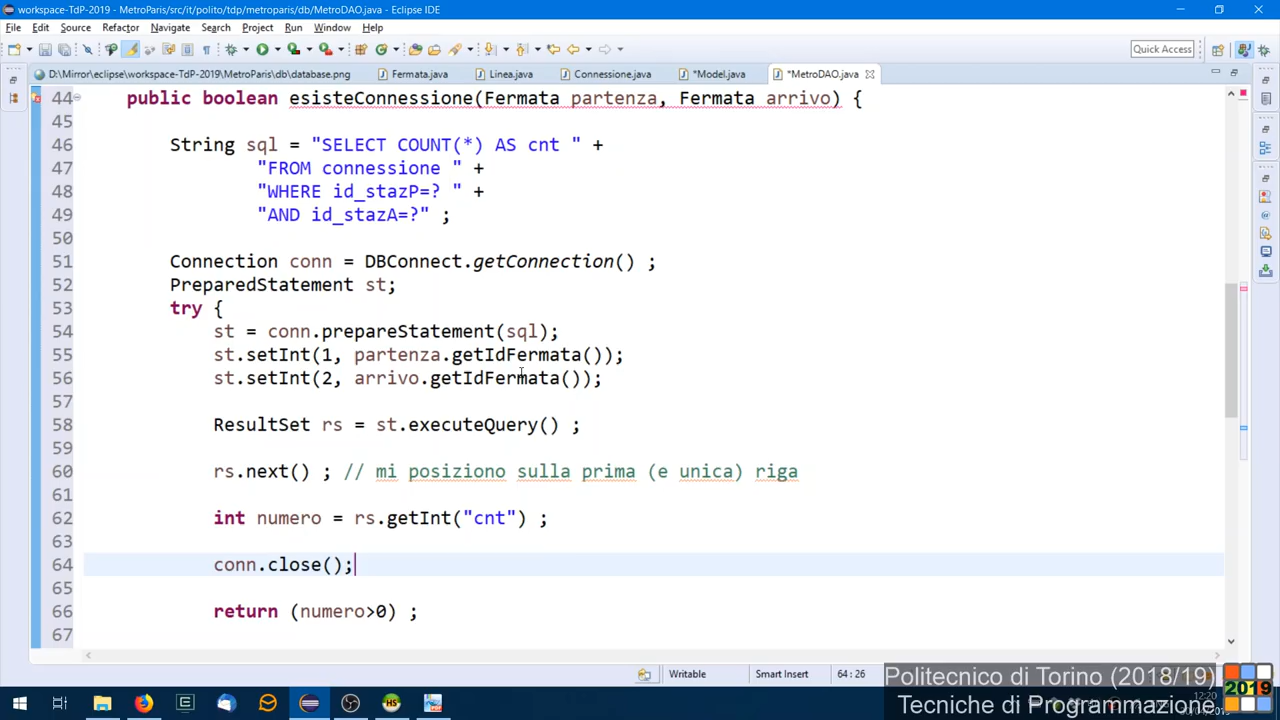 workspace-TdP-2019 - MetroParis/src/it/polito/tdp/metroparis/db/MetroDAO.java - Eclipse IDE
File Edit Source Refactor Navigate Search Project Run Window Help
Quick Access
D:\Mirror\eclipse\workspace-TdP-2019\MetroParis\db\database.png Fermata.java Linea.java Connessione.java *Model.java *MetroDAO.java
44 public boolean esisteConnessione(Fermata partenza, Fermata arrivo) {
45
46 String sql = "SELECT COUNT(*) AS cnt " +
47 "FROM connessione " +
48 "WHERE id_stazP=? " +
49 "AND id_stazA=?" ;
50
51 Connection conn = DBConnect.getConnection() ;
52 PreparedStatement st;
53 try {
54 st = conn.prepareStatement(sql);
55 st.setInt(1, partenza.getIdFermata());
56 st.setInt(2, arrivo.getIdFermata());
57
58 ResultSet rs = st.executeQuery() ;
59
60 rs.next() ; // mi posiziono sulla prima (e unica) riga
61
62 int numero = rs.getInt("cnt") ;
63
64 conn.close();
65
66 return (numero>0) ;
67
Writable Smart Insert 64 : 26
Politecnico di Torino (2018/19)
Tecniche di Programmazione
2019
12:20